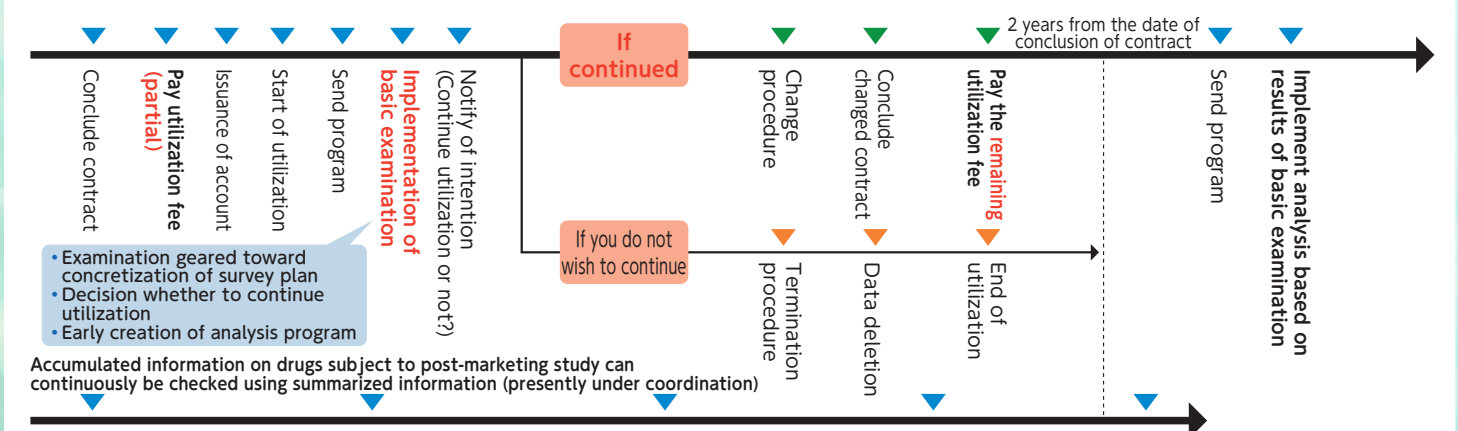 Conclude contract
Pay utilization fee
(partial)
Issuance of account
Start of utilization
Send program
Implementation of
basic examination
Notify of intention
(Continue utilization or not?)
If
continued
Change
procedure
Conclude
changed contract
Pay the remaining
utilization fee
2 years from the date of
conclusion of contract
Send program
Implement analysis based on
results of basic examination
If you do not
wish to continue
Termination
procedure
Data deletion
End of
utilization
• Examination geared toward
concretization of survey plan
• Decision whether to continue
utilization
• Early creation of analysis program
Accumulated information on drugs subject to post-marketing study can
continuously be checked using summarized information (presently under coordination)